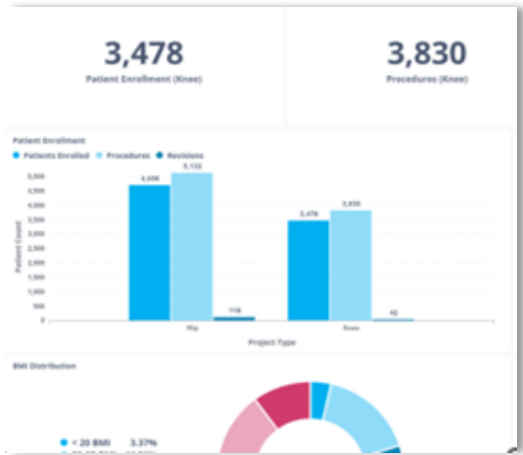 3,478
Patient Enrollment (Knee)
3,830
Procedures (Knee)
Patient Enrollment
Patients Enrolled Procedures Revisions
5,132
4,698
3,830
3,478
118
42
5,000
4,500
4,000
3,500
3,000
2,500
2,000
1,500
1,000
500
0
Patient Count
Hip
Knee
Project Type
BMI Distribution
< 20 BMI 3.37%